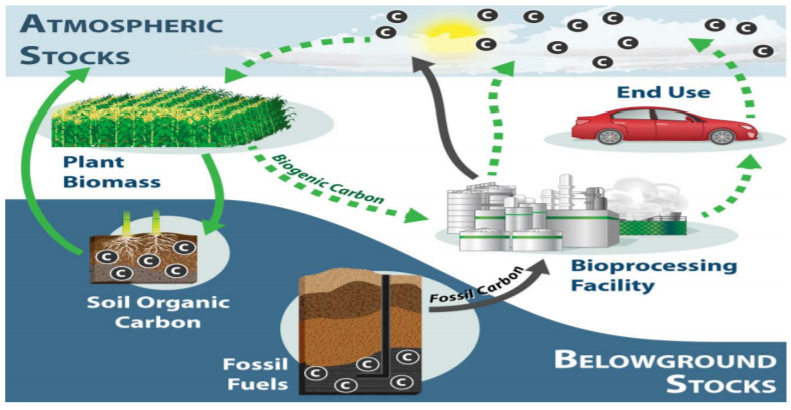 ATMOSPHERIC
STOCKS
C C C C C C C C C C C C
End Use
Plant
Biomass
Biogenic Carbon
C C C C C
Soil Organic
Carbon
Bioprocessing
Facility
Fossil Carbon
Fossil
Fuels
C C C C C
BELOWGROUND
STOCKS